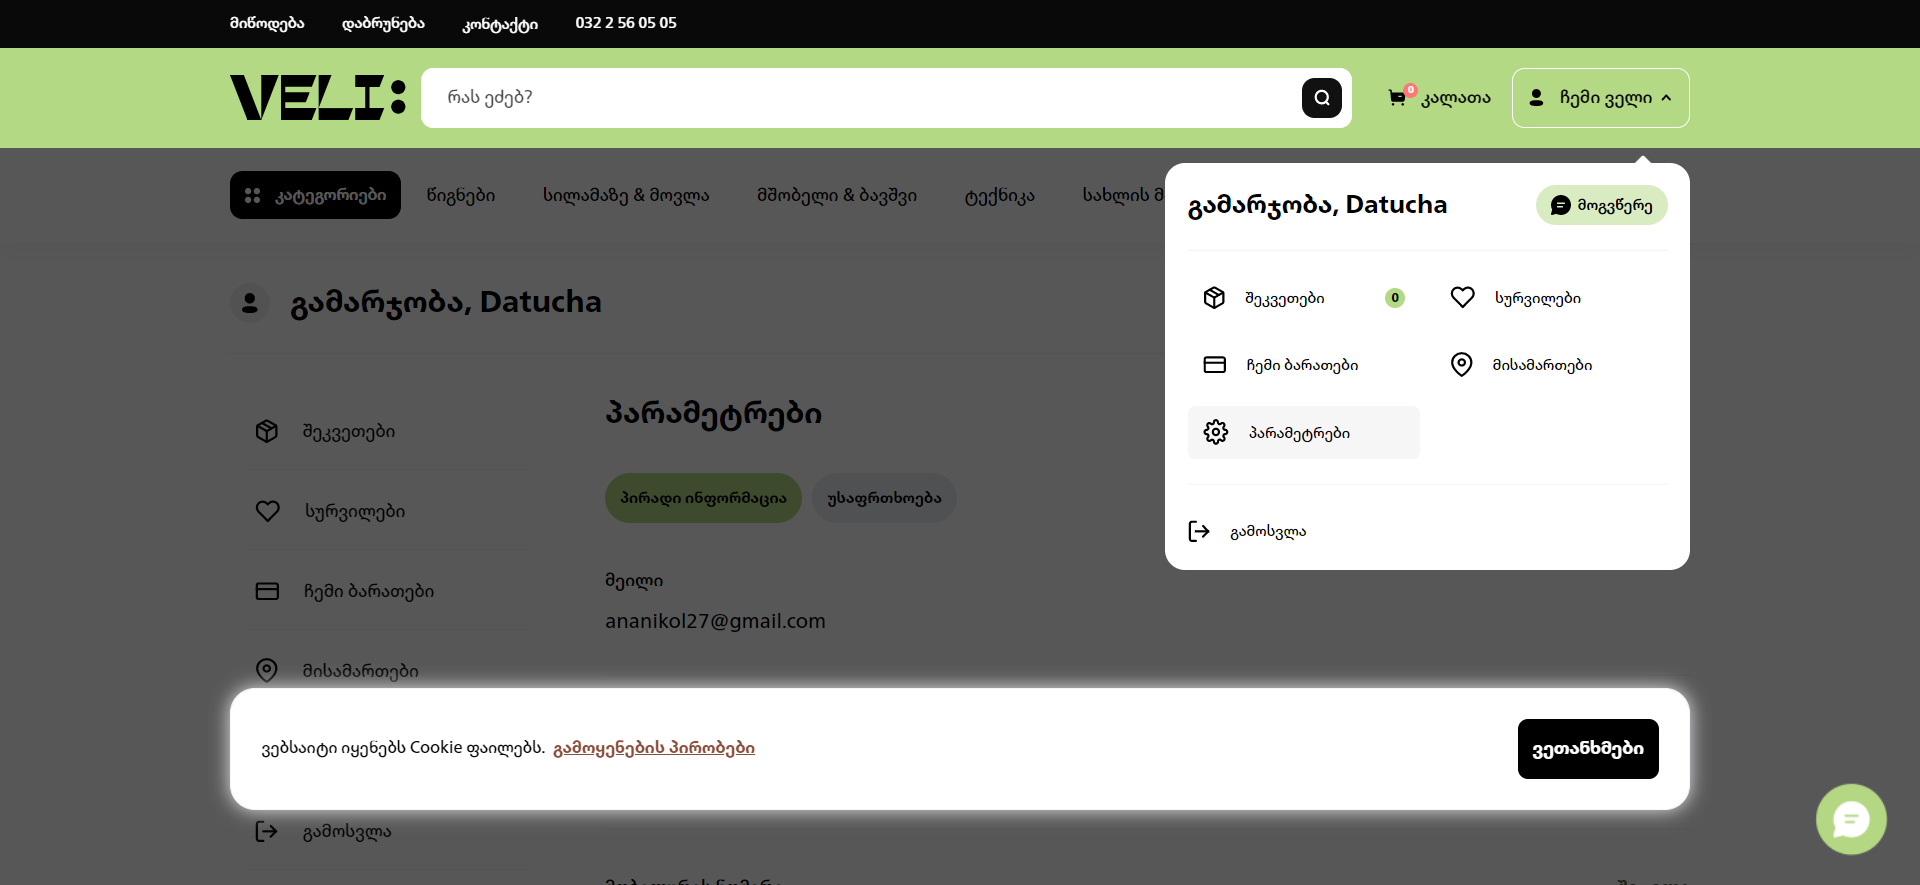 მიწოდება დაბრუნება კონტაქტი 032 2 56 05 05
VELI: რას ეძებ? 0 კალათა ჩემი ველი
კატეგორიები წიგნები სილამაზე & მოვლა მშობელი & ბავშვი ტექნიკა სახლის
გამარჯობა, Datucha მოგვწერე
შეკვეთები 0 სურვილები
ჩემი ბარათები მისამართები
პარამეტრები
გამოსვლა
გამარჯობა, Datucha
შეკვეთები
სურვილები
ჩემი ბარათები
მისამართები
გამოსვლა
პარამეტრები
პირადი ინფორმაცია უსაფრთხოება
მეილი
ananikol27@gmail.com
ვებსაიტი იყენებს Cookie ფაილებს. გამოყენების პირობები ვეთანხმები